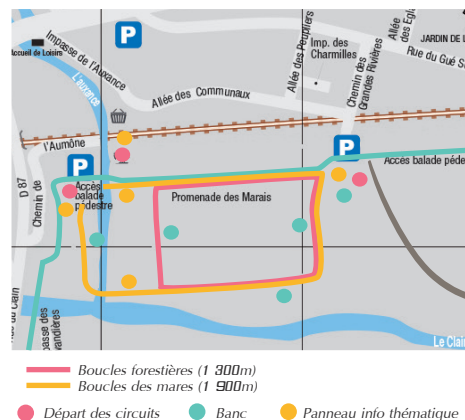 P
Impasse de l'Auxance
Accueil de Loisirs
L'auxance
Allée des Communaux
Allée des Peupliers
Imp. des
Charmilles
Chemin des
Grandes Rivières
Allée
des Egl
JARDIN DE L
Rue du Gué S
l'Aumône
P
P
D 87
Chemin de
Accès
balade
pédestre
Promenade des Marais
Accès balade péde
Le Clain
Boucles forestières (1 300m)
Boucles des mares (1 900m)
Départ des circuits
Banc
Panneau info thématique